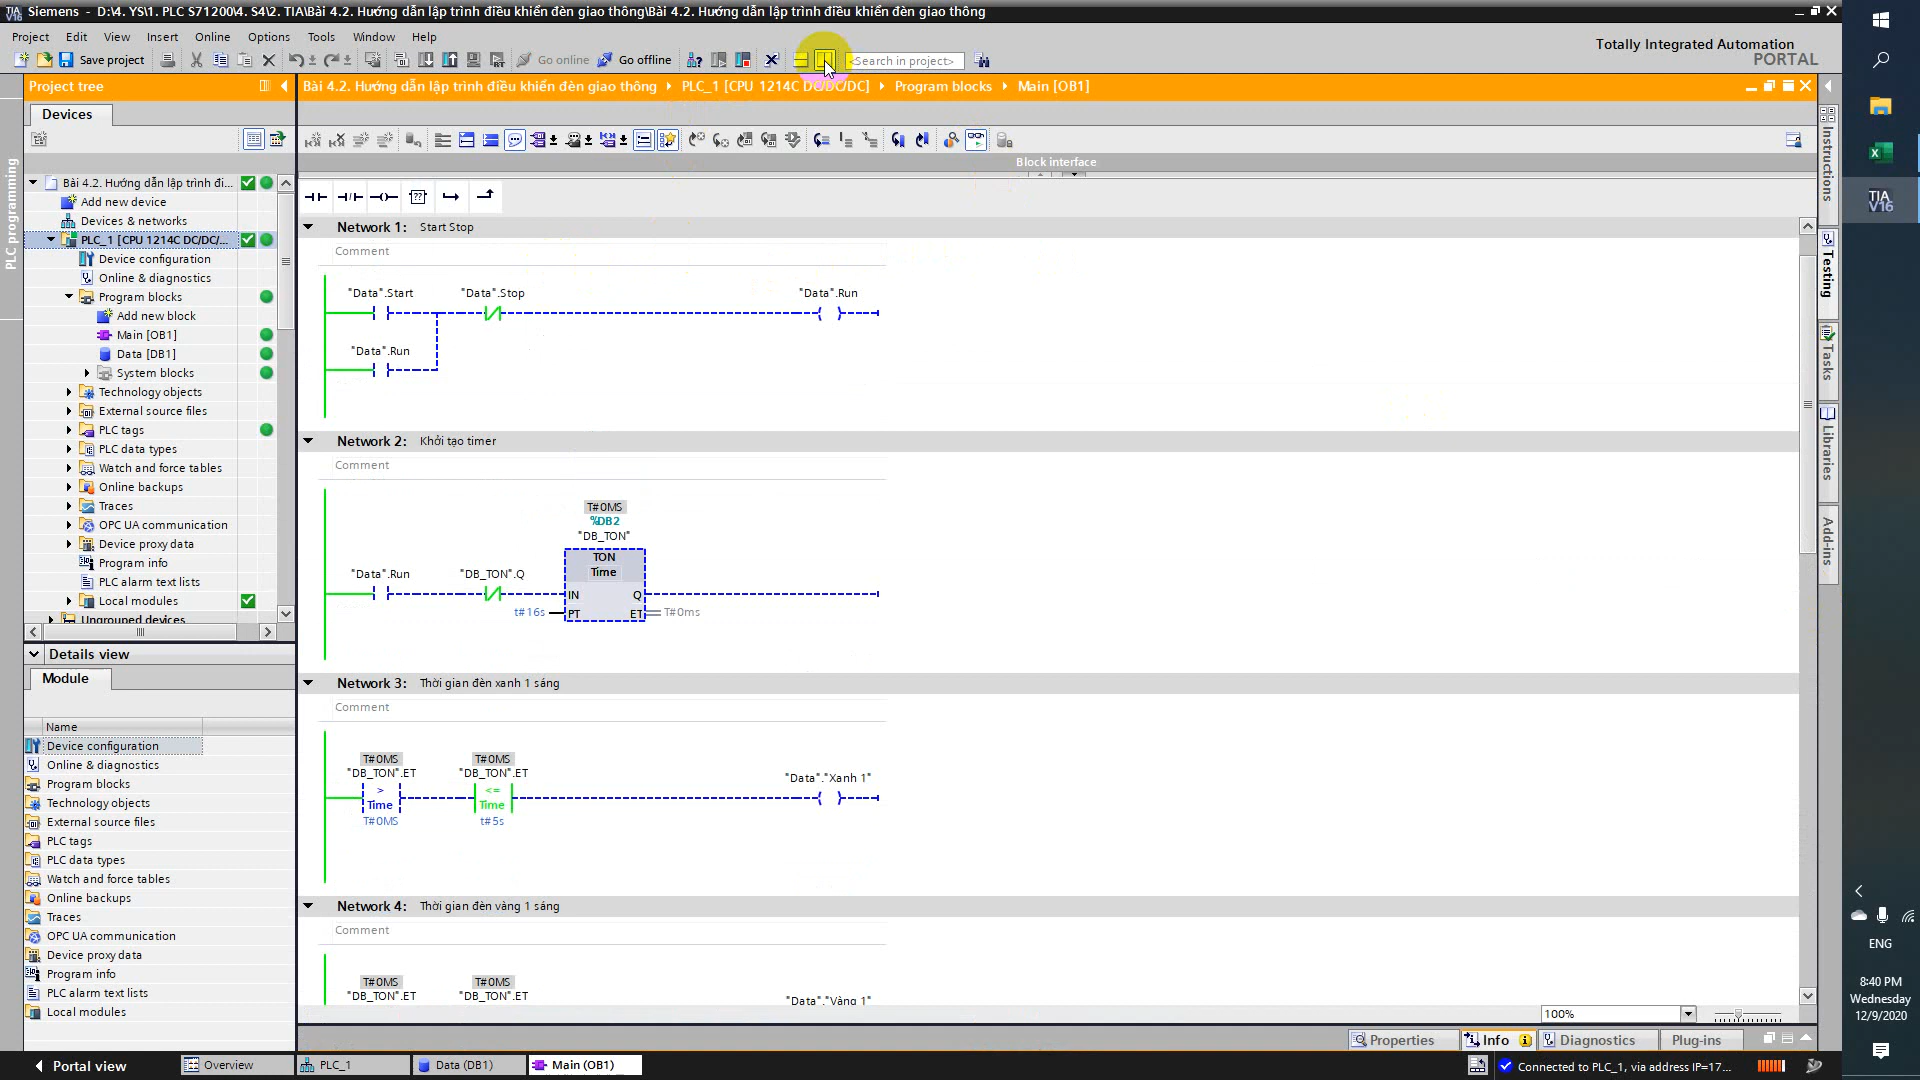 Siemens - D:\4. YS\1. PLC S71200\4. S4\2. TIA\Bài 4.2. Hướng dẫn lập trình điều khiển đèn giao thông\Bài 4.2. Hướng dẫn lập trình điều khiển đèn giao thông
Project Edit View Insert Online Options Tools Window Help
Totally Integrated Automation
PORTAL
Save project
Go online
Go offline
<Search in project>
Project tree
Bài 4.2. Hướng dẫn lập trình điều khiển đèn giao thông
PLC_1 [CPU 1214C DC/DC/DC]
Program blocks
Main [OB1]
Devices
PLC programming
Block interface
Bài 4.2. Hướng dẫn lập trình đi...
Add new device
Devices & networks
PLC_1 [CPU 1214C DC/DC/...
Device configuration
Online & diagnostics
Program blocks
Add new block
Main [OB1]
Data [DB1]
System blocks
Technology objects
External source files
PLC tags
PLC data types
Watch and force tables
Online backups
Traces
OPC UA communication
Device proxy data
Program info
PLC alarm text lists
Local modules
Ungrouped devices
Details view
Module
Name
Device configuration
Online & diagnostics
Program blocks
Technology objects
External source files
PLC tags
PLC data types
Watch and force tables
Online backups
Traces
OPC UA communication
Device proxy data
Program info
PLC alarm text lists
Local modules
Network 1: Start Stop
Comment
"Data".Start "Data".Stop "Data".Run
"Data".Run
Network 2: Khởi tạo timer
Comment
T#0MS
%DB2
"DB_TON"
TON
Time
"Data".Run "DB_TON".Q
IN Q
t#16s PT ET T#0ms
Network 3: Thời gian đèn xanh 1 sáng
Comment
T#0MS T#0MS
"DB_TON".ET "DB_TON".ET "Data"."Xanh 1"
> <=
Time Time
T#0MS t#5s
Network 4: Thời gian đèn vàng 1 sáng
Comment
T#0MS T#0MS
"DB_TON".ET "DB_TON".ET "Data"."Vàng 1"
100%
Instructions
Testing
Tasks
Libraries
Add-ins
Properties Info Diagnostics Plug-ins
Portal view
Overview
PLC_1
Data (DB1)
Main (OB1)
Connected to PLC_1, via address IP=17...
TIA
V16
ENG
8:40 PM
Wednesday
12/9/2020